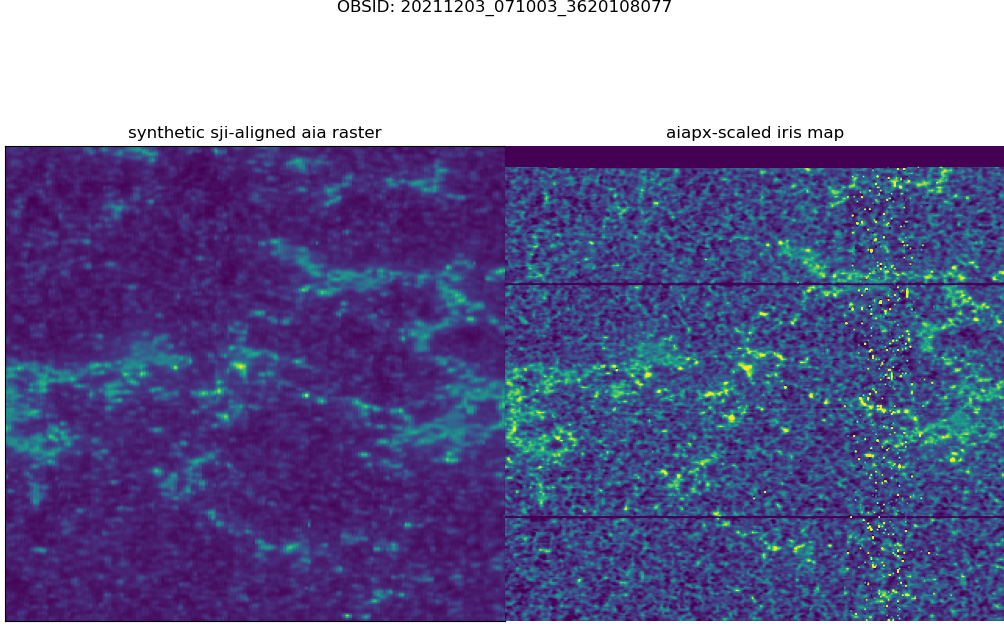 OBSID: 20211203_071003_3620108077
synthetic sji-aligned aia raster
aiapx-scaled iris map